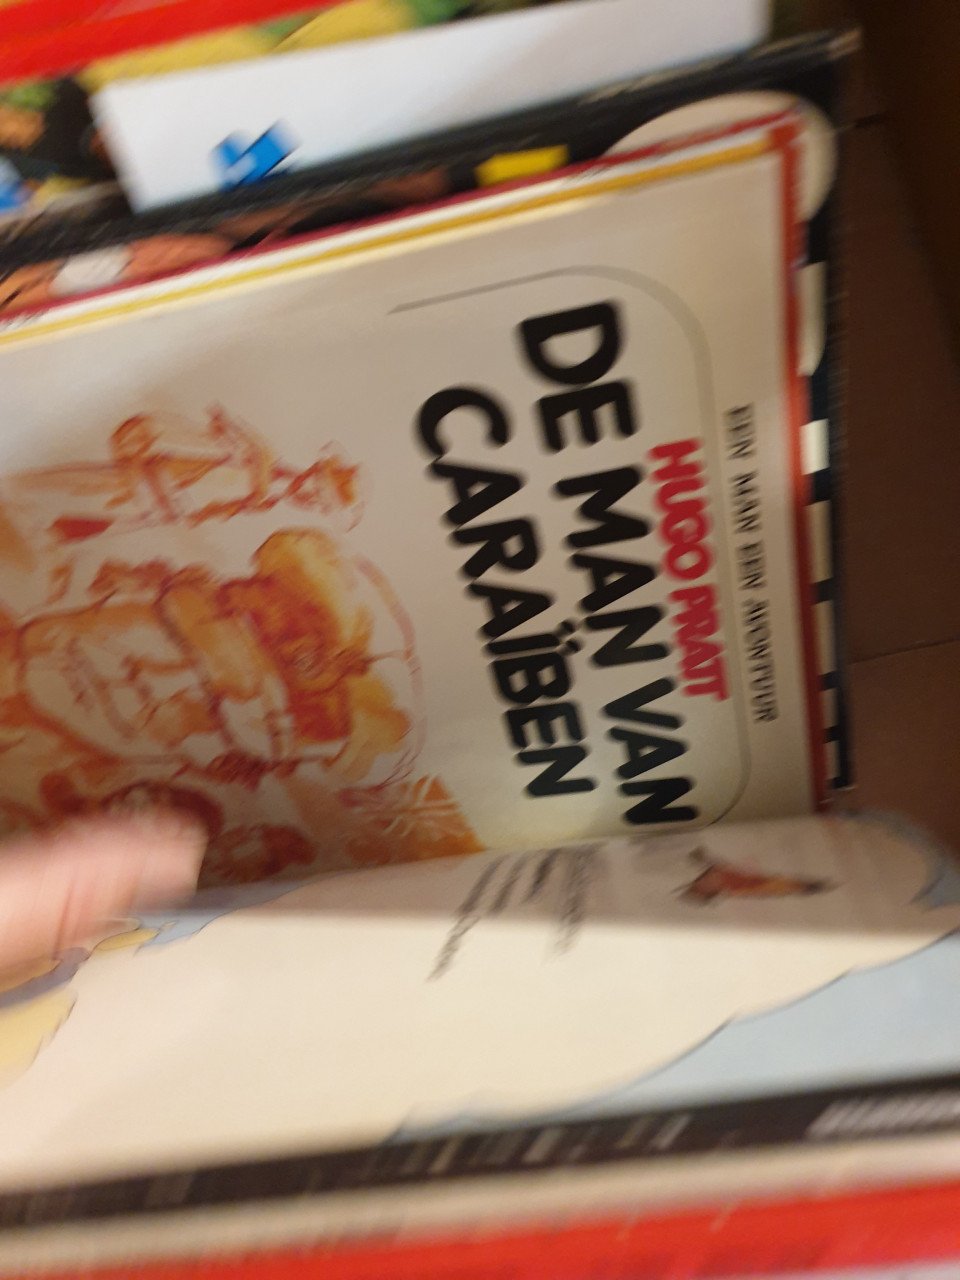 EEN MAN EEN AVONTUUR
HUGO PRATT
DE MAN VAN
CARAÏBEN